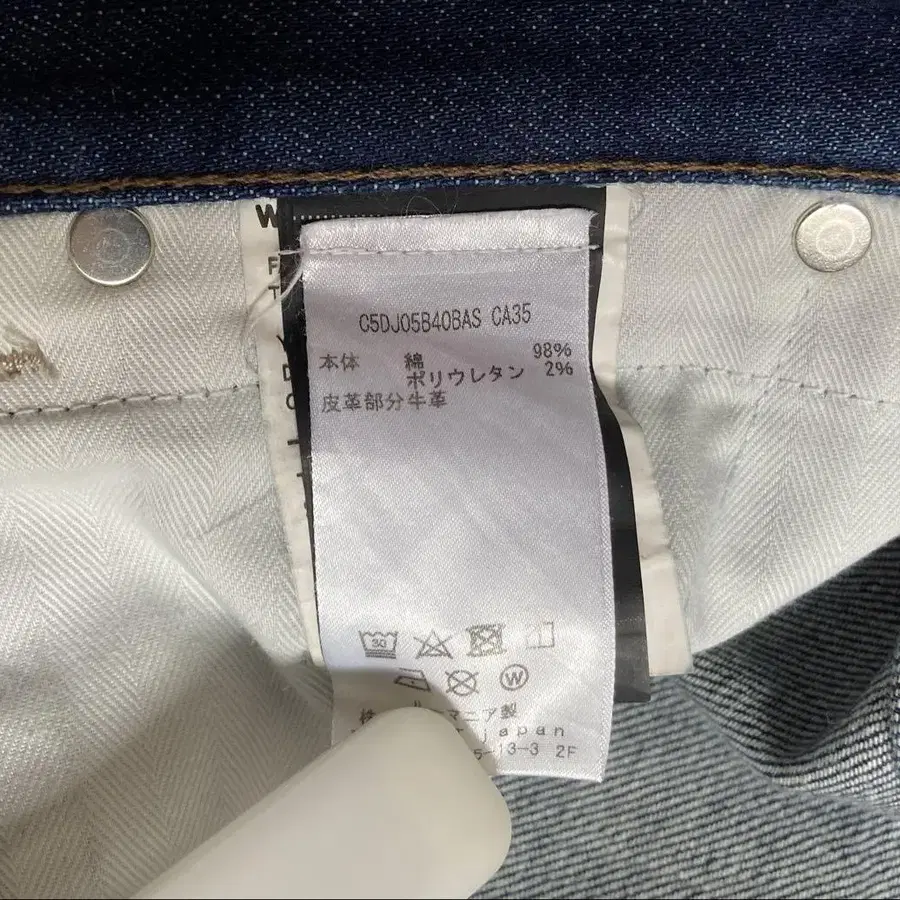 W
C5DJ05B40BAS CA35
本体 綿 98%
ポリウレタン 2%
皮革部分牛革
30
W
マニア製
japan
-13-3 2F